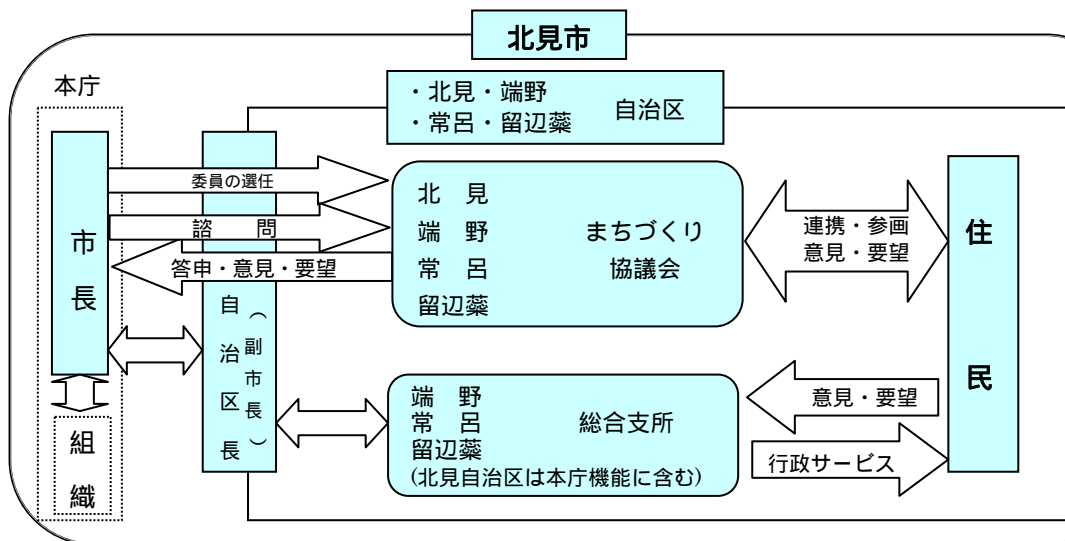 北見市
本庁
・北見・端野
・常呂・留辺蘂
自治区
市長
委員の選任
諮　問
答申・意見・要望
自治区長
（副市長）
北　見
端　野
常　呂
留辺蘂
まちづくり
協議会
連携・参画
意見・要望
住民
端　野
常　呂
留辺蘂
総合支所
(北見自治区は本庁機能に含む)
意見・要望
行政サービス
組織